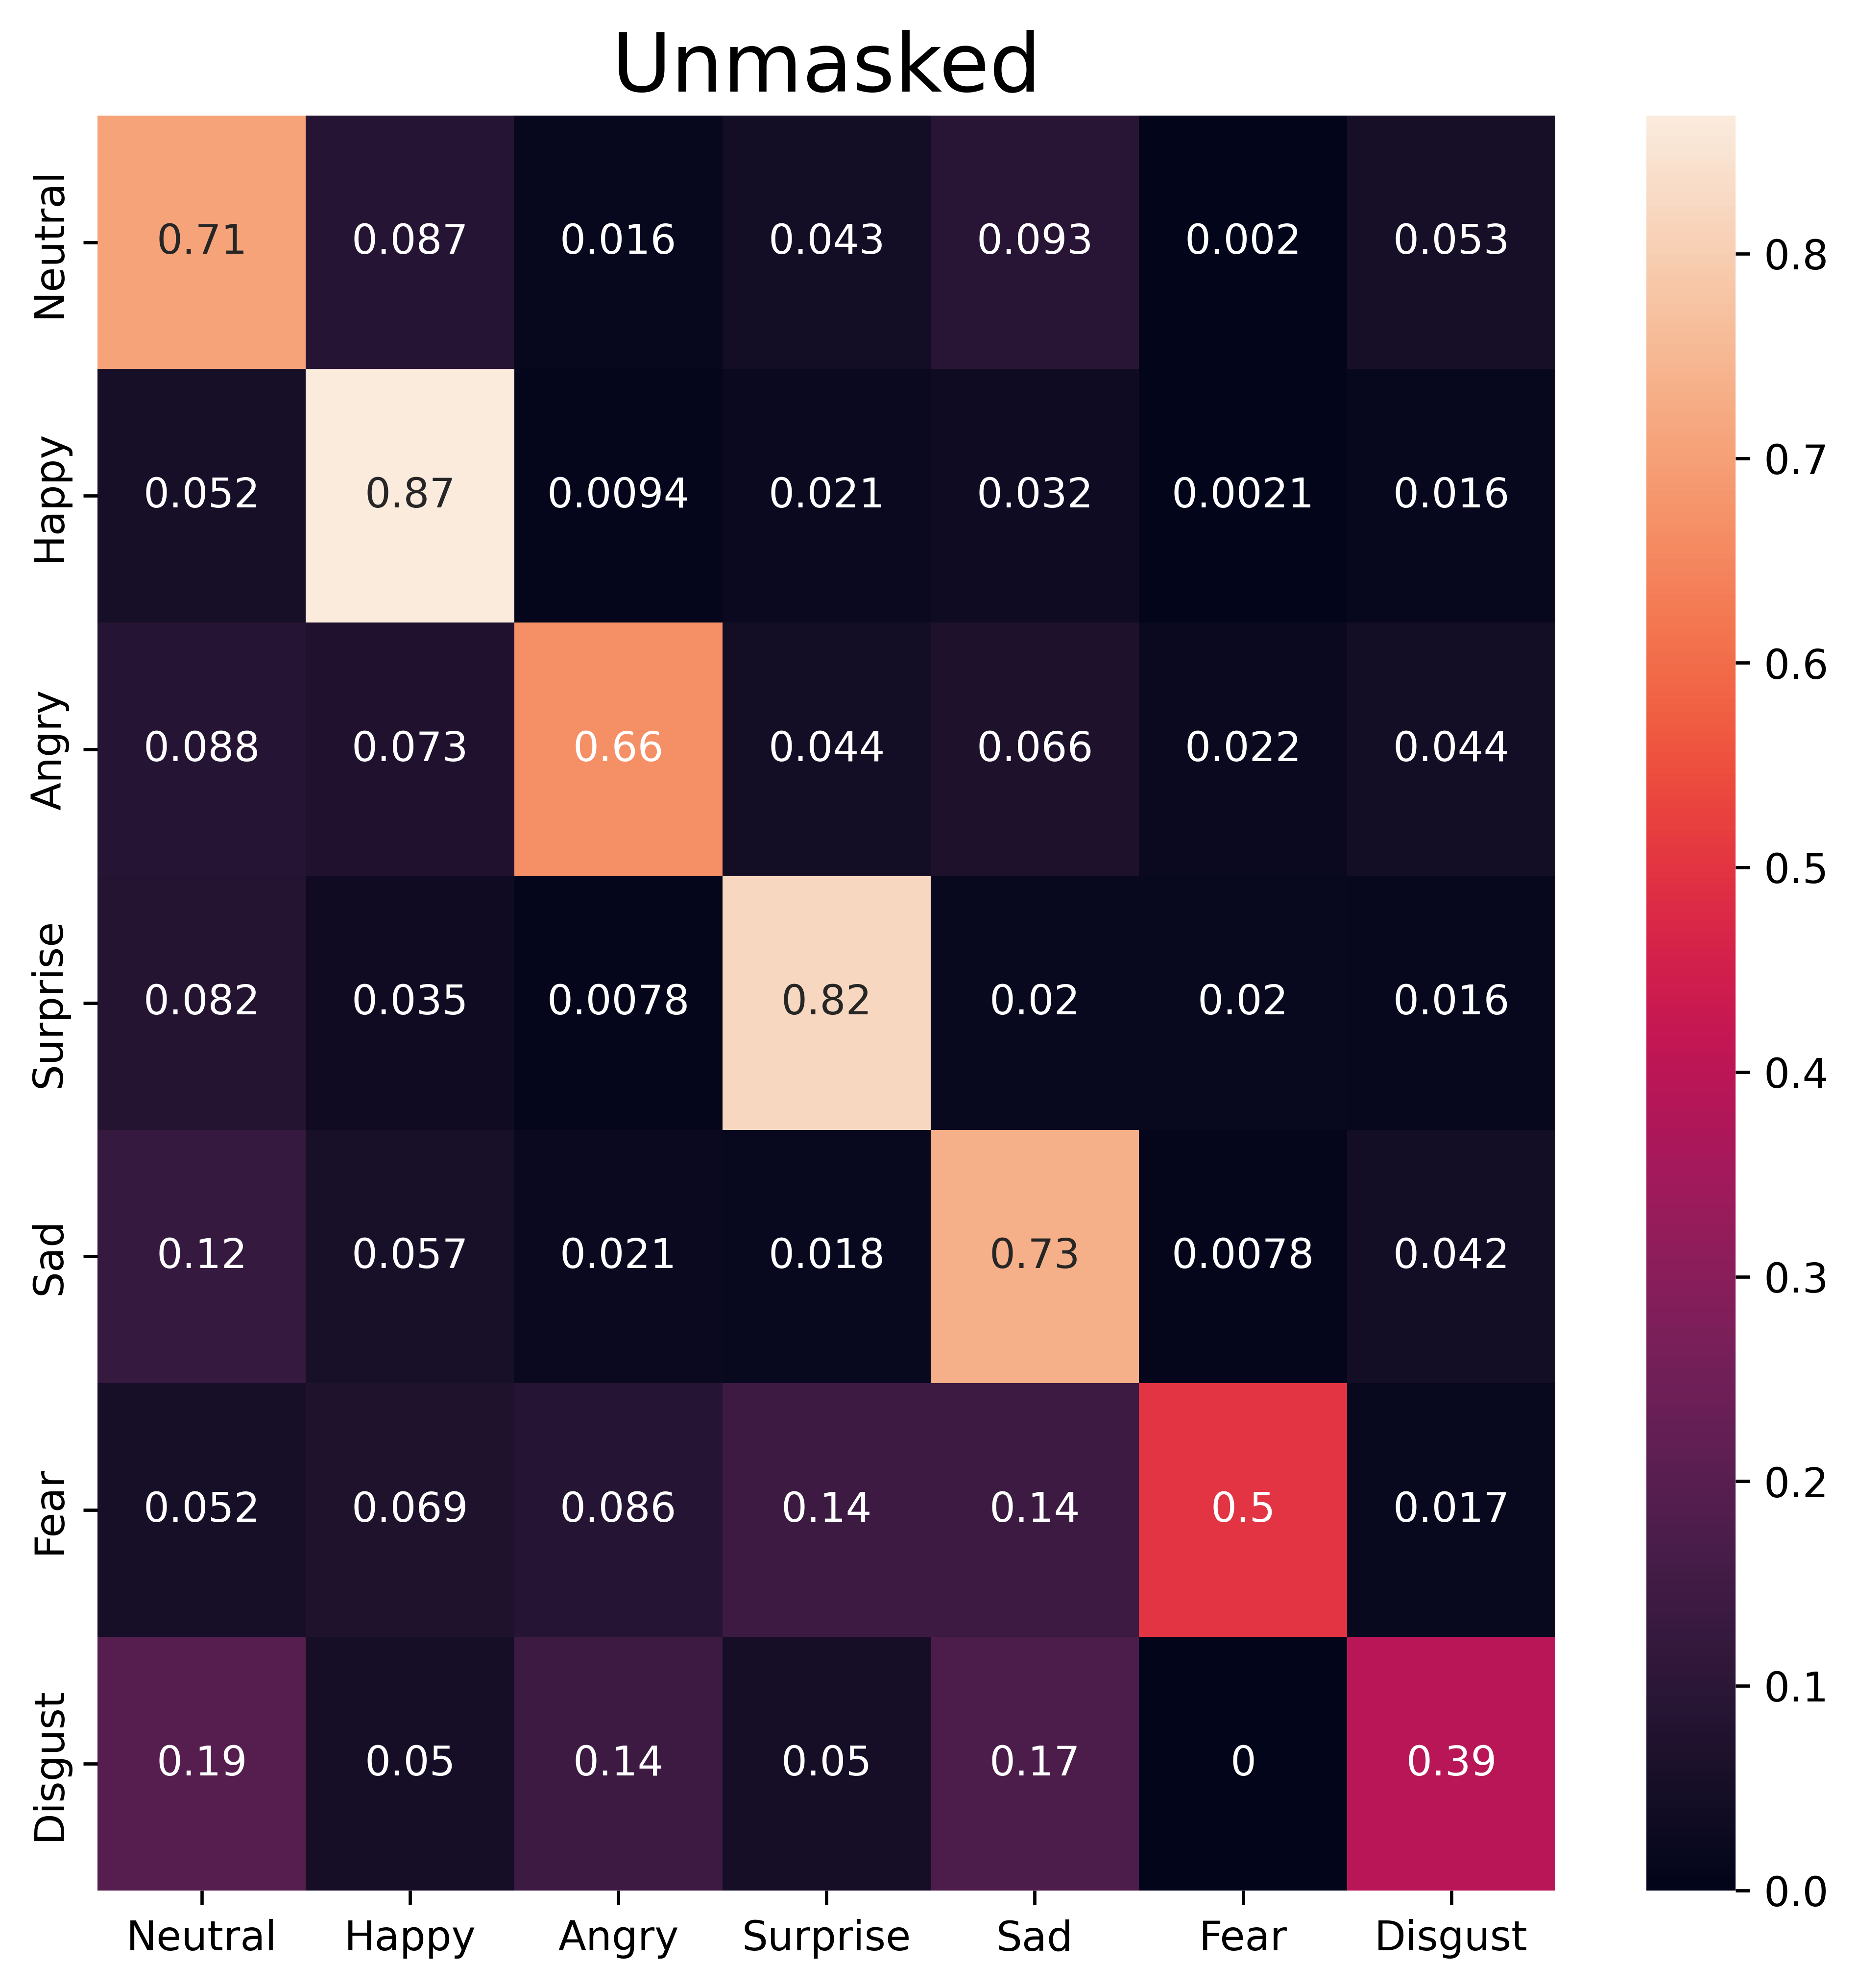 Unmasked
Neutral 0.71 0.087 0.016 0.043 0.093 0.002 0.053
Happy 0.052 0.87 0.0094 0.021 0.032 0.0021 0.016
Angry 0.088 0.073 0.66 0.044 0.066 0.022 0.044
Surprise 0.082 0.035 0.0078 0.82 0.02 0.02 0.016
Sad 0.12 0.057 0.021 0.018 0.73 0.0078 0.042
Fear 0.052 0.069 0.086 0.14 0.14 0.5 0.017
Disgust 0.19 0.05 0.14 0.05 0.17 0 0.39
Neutral Happy Angry Surprise Sad Fear Disgust
0.8
0.7
0.6
0.5
0.4
0.3
0.2
0.1
0.0